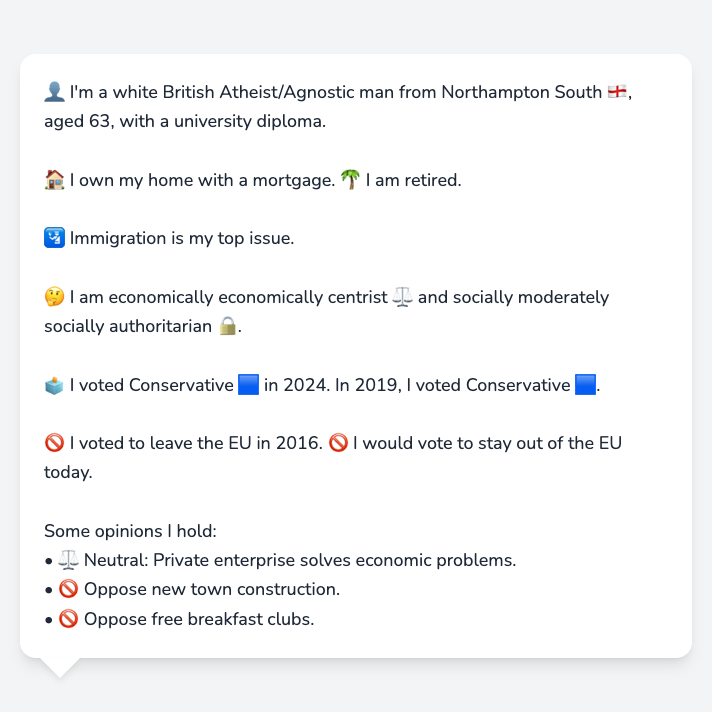 👤 I'm a white British Atheist/Agnostic man from Northampton South 🏴󠁧󠁢󠁥󠁮󠁧󠁿,
aged 63, with a university diploma.
🏠 I own my home with a mortgage. 🌴 I am retired.
🛂 Immigration is my top issue.
🤔 I am economically economically centrist ⚖️ and socially moderately
socially authoritarian 🔒.
🗳️ I voted Conservative 🟦 in 2024. In 2019, I voted Conservative 🟦.
🚫 I voted to leave the EU in 2016. 🚫 I would vote to stay out of the EU
today.
Some opinions I hold:
• ⚖️ Neutral: Private enterprise solves economic problems.
• 🚫 Oppose new town construction.
• 🚫 Oppose free breakfast clubs.